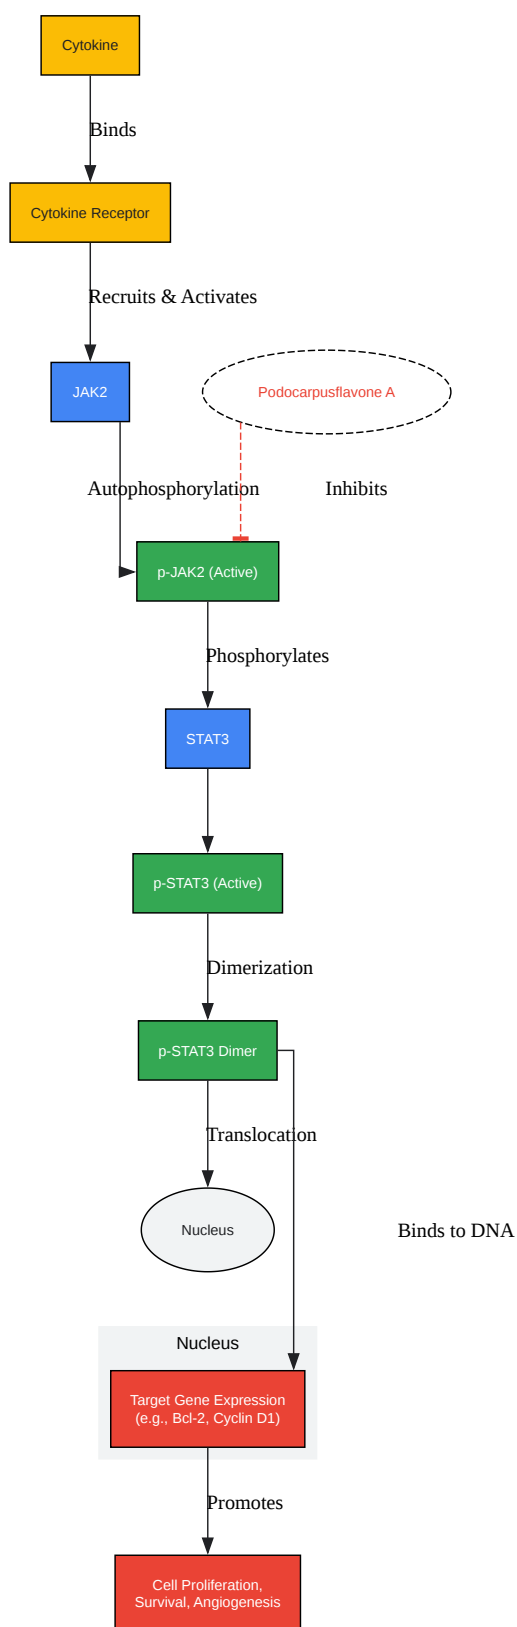 Cytokine
Binds
Cytokine Receptor
Recruits & Activates
JAK2
Podocarpusflavone A
Autophosphorylation
Inhibits
p-JAK2 (Active)
Phosphorylates
STAT3
p-STAT3 (Active)
Dimerization
p-STAT3 Dimer
Translocation
Nucleus
Binds to DNA
Nucleus
Target Gene Expression
(e.g., Bcl-2, Cyclin D1)
Promotes
Cell Proliferation,
Survival, Angiogenesis